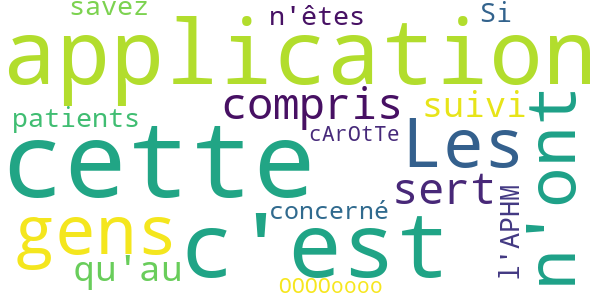 savez
n'êtes
Si
application
compris
suivi
patients
cArOtTe
cette
Les
n'ont
sert
gens
concerné
c'est
l'APHM
qu'au
OOOOoooo